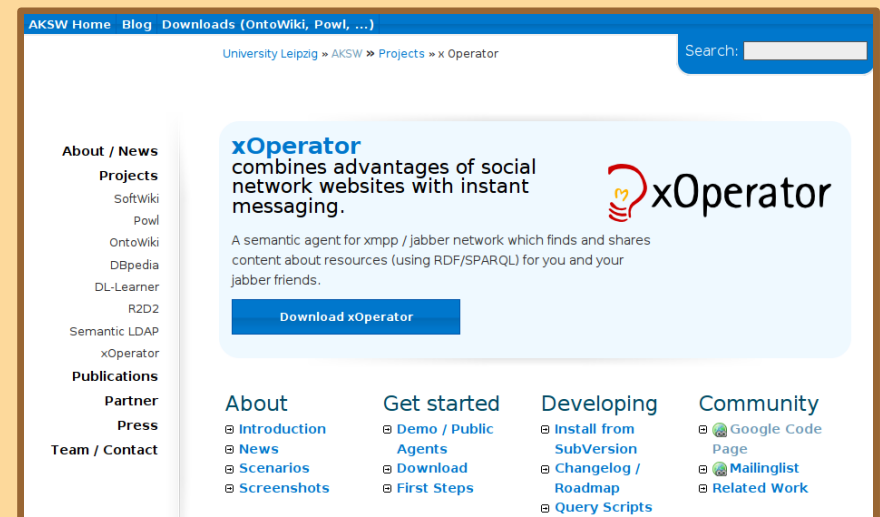 AKSW Home Blog Downloads (OntoWiki, Powl, ...)
University Leipzig » AKSW » Projects » x Operator
Search:
About / News
Projects
SoftWiki
Powl
OntoWiki
DBpedia
DL-Learner
R2D2
Semantic LDAP
xOperator
Publications
Partner
Press
Team / Contact
xOperator
combines advantages of social
network websites with instant
messaging.
xOperator
A semantic agent for xmpp / jabber network which finds and shares
content about resources (using RDF/SPARQL) for you and your
jabber friends.
Download xOperator
About
Introduction
News
Scenarios
Screenshots
Get started
Demo / Public
Agents
Download
First Steps
Developing
Install from
SubVersion
Changelog /
Roadmap
Query Scripts
Community
Google Code
Page
Mailinglist
Related Work